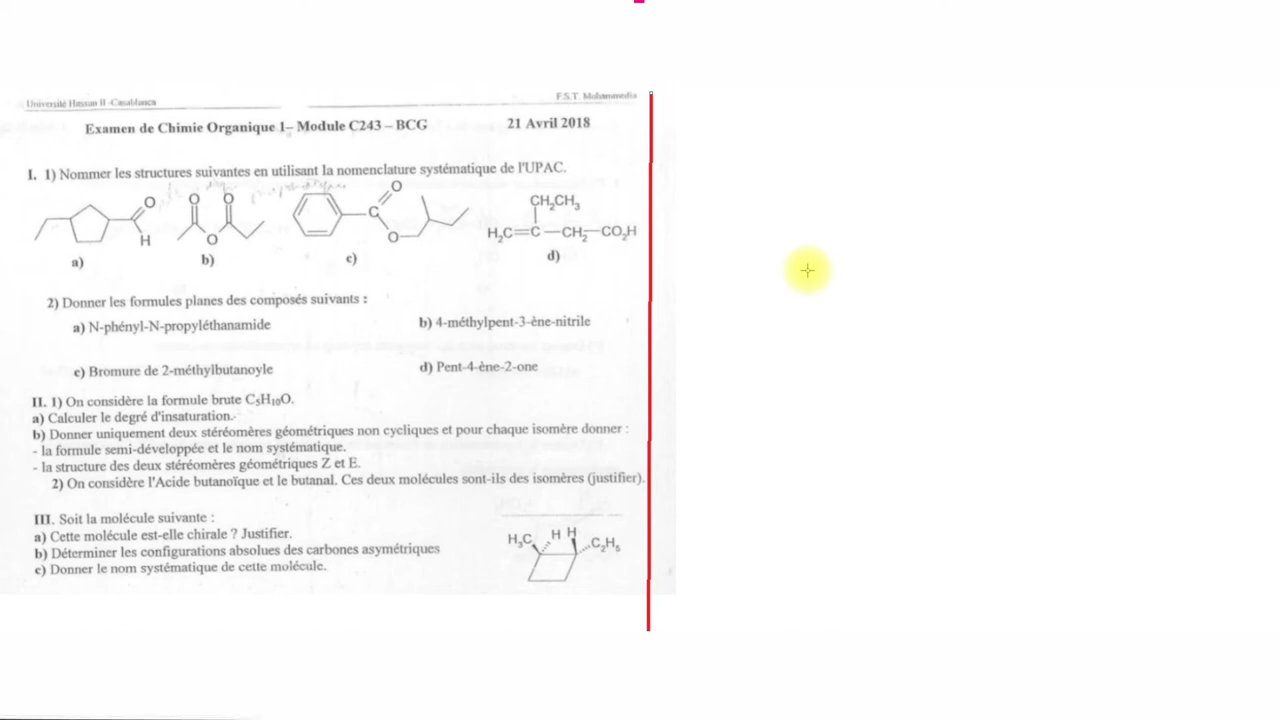 Université Hassan II -Casablanca
F.S.T. Mohammedia
Examen de Chimie Organique 1– Module C243 – BCG 21 Avril 2018
I. 1) Nommer les structures suivantes en utilisant la nomenclature systématique de l'UPAC.
O H
O O O
C O O
CH2CH3
H2C=C—CH2—CO2H
a) b) c) d)
2) Donner les formules planes des composés suivants :
a) N-phényl-N-propyléthanamide b) 4-méthylpent-3-ène-nitrile
c) Bromure de 2-méthylbutanoyle d) Pent-4-ène-2-one
II. 1) On considère la formule brute C5H10O.
a) Calculer le degré d'insaturation.
b) Donner uniquement deux stéréomères géométriques non cycliques et pour chaque isomère donner :
- la formule semi-développée et le nom systématique.
- la structure des deux stéréomères géométriques Z et E.
2) On considère l'Acide butanoïque et le butanal. Ces deux molécules sont-ils des isomères (justifier).
III. Soit la molécule suivante :
a) Cette molécule est-elle chirale ? Justifier.
b) Déterminer les configurations absolues des carbones asymétriques
c) Donner le nom systématique de cette molécule.
H3C H H C2H5